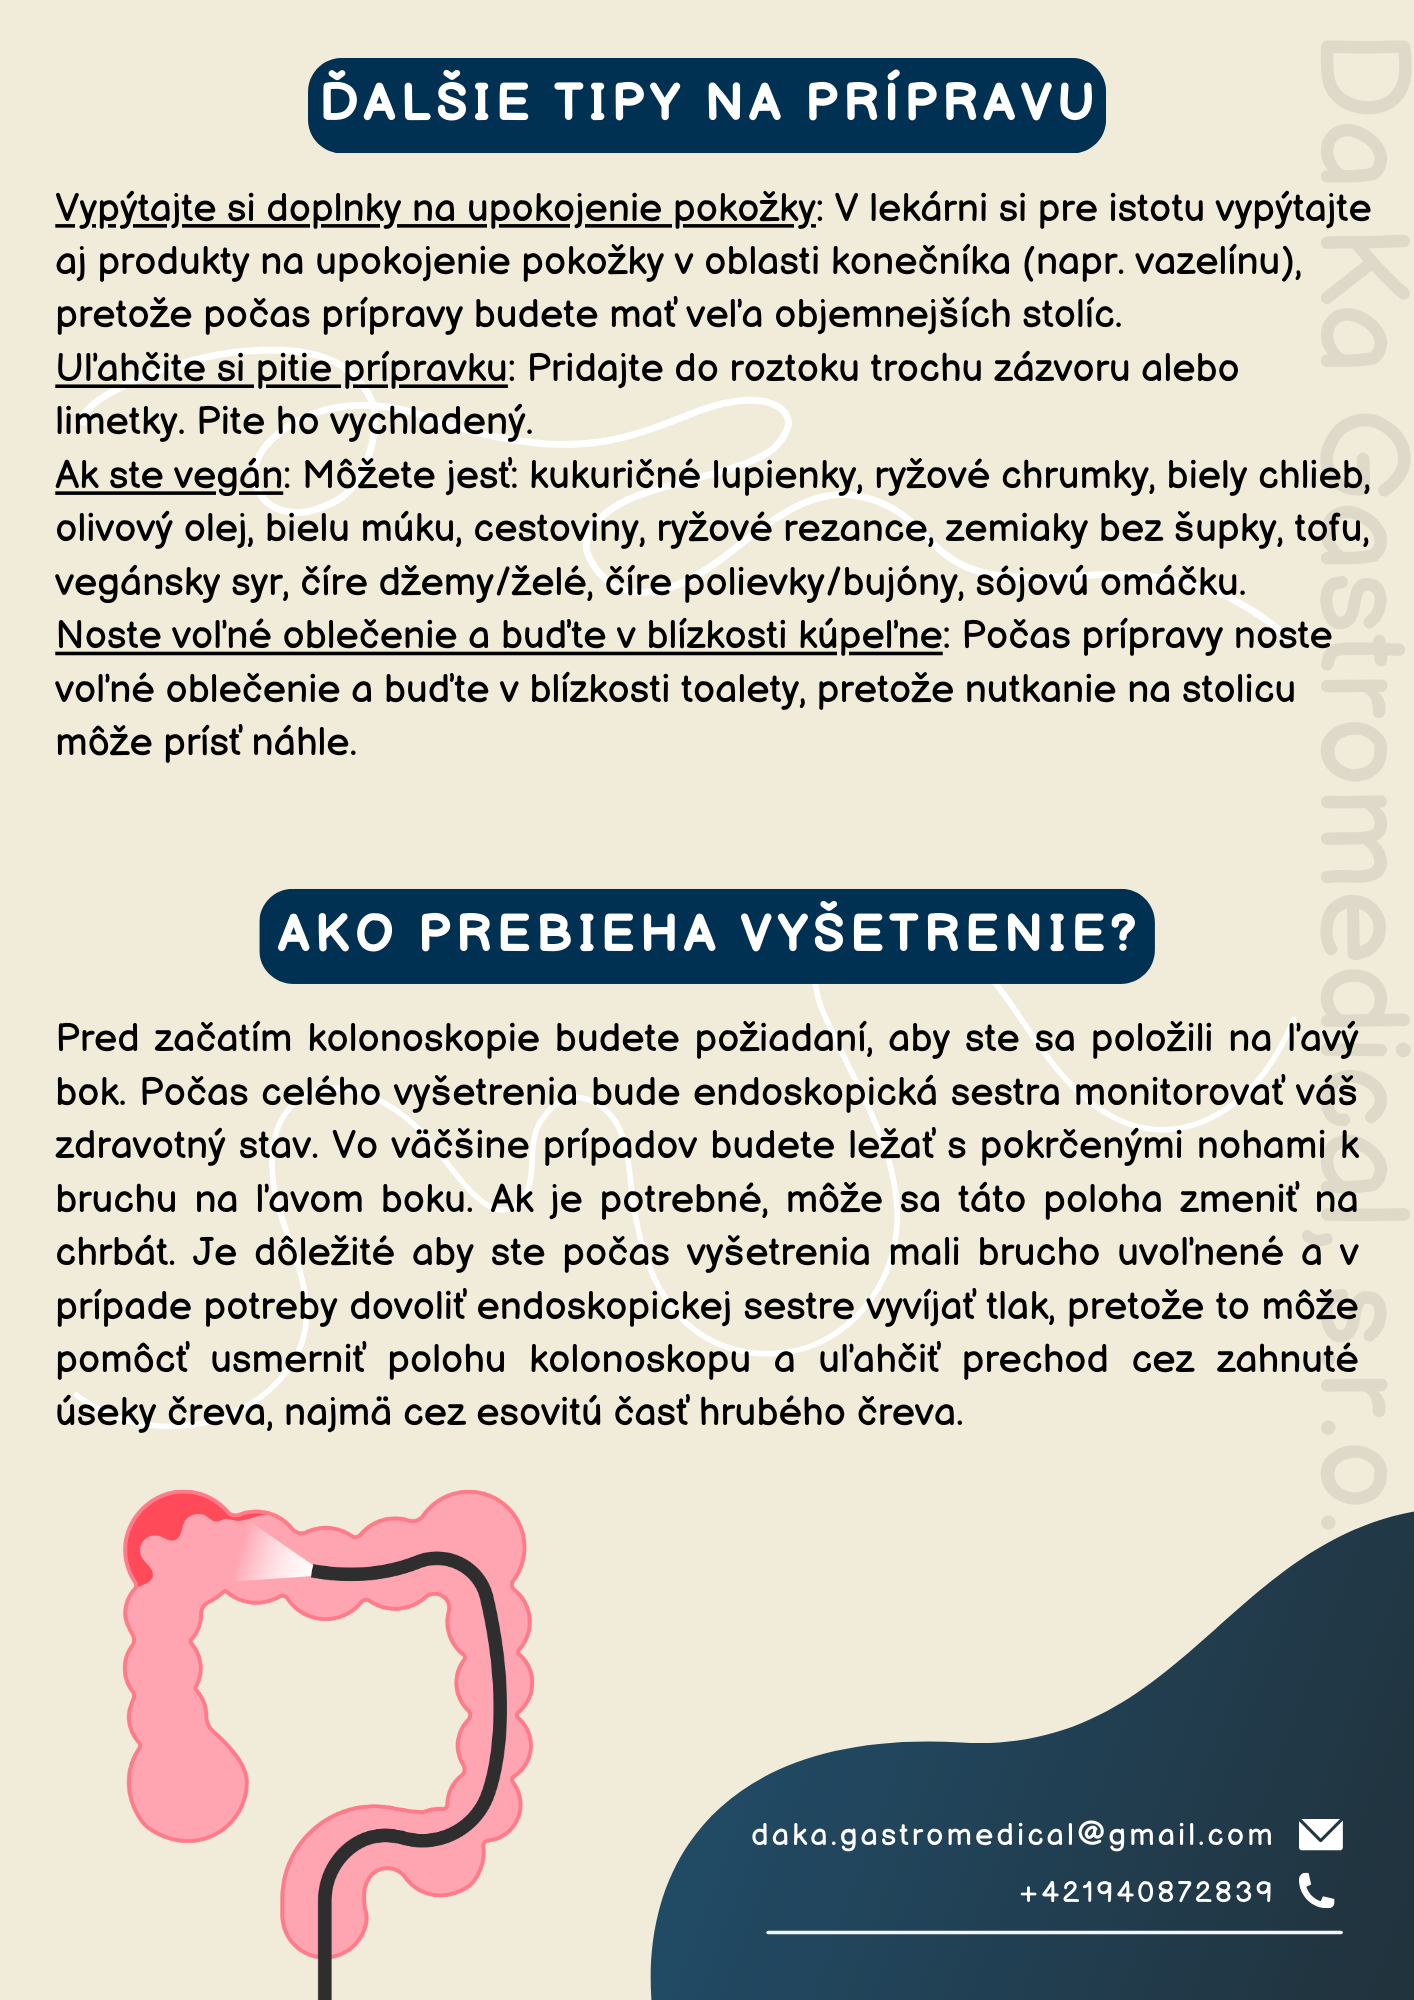 ĎALŠIE TIPY NA PRÍPRAVU
Vypýtajte si doplnky na upokojenie pokožky: V lekárni si pre istotu vypýtajte
aj produkty na upokojenie pokožky v oblasti konečníka (napr. vazelínu),
pretože počas prípravy budete mať veľa objemnejších stolíc.
Uľahčite si pitie prípravku: Pridajte do roztoku trochu zázvoru alebo
limetky. Pite ho vychladený.
Ak ste vegán: Môžete jesť: kukuričné lupienky, ryžové chrumky, biely chlieb,
olivový olej, bielu múku, cestoviny, ryžové rezance, zemiaky bez šupky, tofu,
vegánsky syr, číre džemy/želé, číre polievky/bujóny, sójovú omáčku.
Noste voľné oblečenie a buďte v blízkosti kúpeľne: Počas prípravy noste
voľné oblečenie a buďte v blízkosti toalety, pretože nutkanie na stolicu
môže prísť náhle.
AKO PREBIEHA VYŠETRENIE?
Pred začatím kolonoskopie budete požiadaní, aby ste sa položili na ľavý
bok. Počas celého vyšetrenia bude endoskopická sestra monitorovať váš
zdravotný stav. Vo väčšine prípadov budete ležať s pokrčenými nohami k
bruchu na ľavom boku. Ak je potrebné, môže sa táto poloha zmeniť na
chrbát. Je dôležité aby ste počas vyšetrenia mali brucho uvoľnené a v
prípade potreby dovoliť endoskopickej sestre vyvíjať tlak, pretože to môže
pomôcť usmerniť polohu kolonoskopu a uľahčiť prechod cez zahnuté
úseky čreva, najmä cez esovitú časť hrubého čreva.
DaKa Gastromedical, s.r.o.
daka.gastromedical@gmail.com
+421940872839